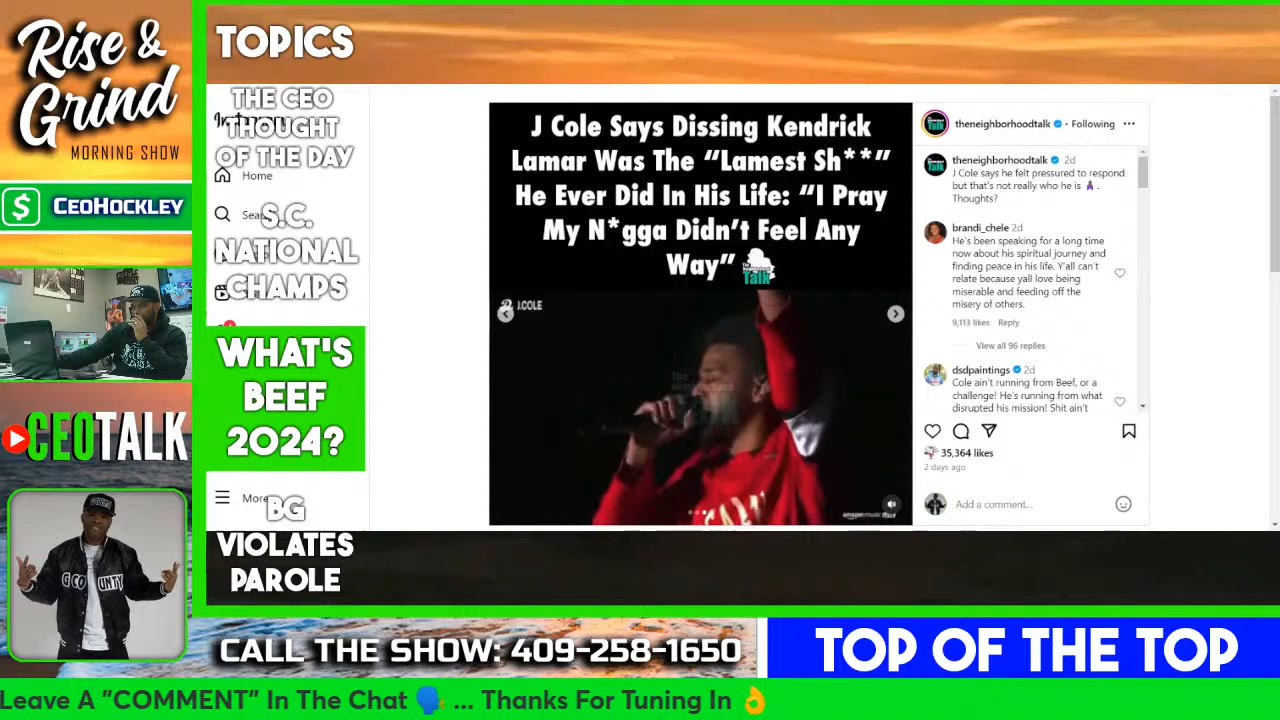 Rise &
Grind
MORNING SHOW
$ CEOHOCKLEY
CEOTALK
G COUNTY
TOPICS
THE CEO
THOUGHT
OF THE DAY
Home
S.C.
NATIONAL
CHAMPS
WHAT'S
BEEF
2024?
More
BG
VIOLATES
PAROLE
J Cole Says Dissing Kendrick
Lamar Was The “Lamest Sh**”
He Ever Did In His Life: “I Pray
My N*gga Didn’t Feel Any
Way”
The Neighborhood
Talk
J.COLE
amazon music
theneighborhoodtalk • Following
theneighborhoodtalk 2d
J Cole says he felt pressured to respond
but that's not really who he is .
Thoughts?
brandi_chele 2d
He's been speaking for a long time
now about his spiritual journey and
finding peace in his life. Y'all can't
relate because yall love being
miserable and feeding off the
misery of others.
9,113 likes Reply
View all 96 replies
dsdpaintings 2d
Cole ain't running from Beef, or a
challenge! He's running from what
disrupted his mission! Shit ain't
35,364 likes
2 days ago
Add a comment...
CALL THE SHOW: 409-258-1650
TOP OF THE TOP
Leave A "COMMENT" In The Chat 🗣️ ... Thanks For Tuning In 👌